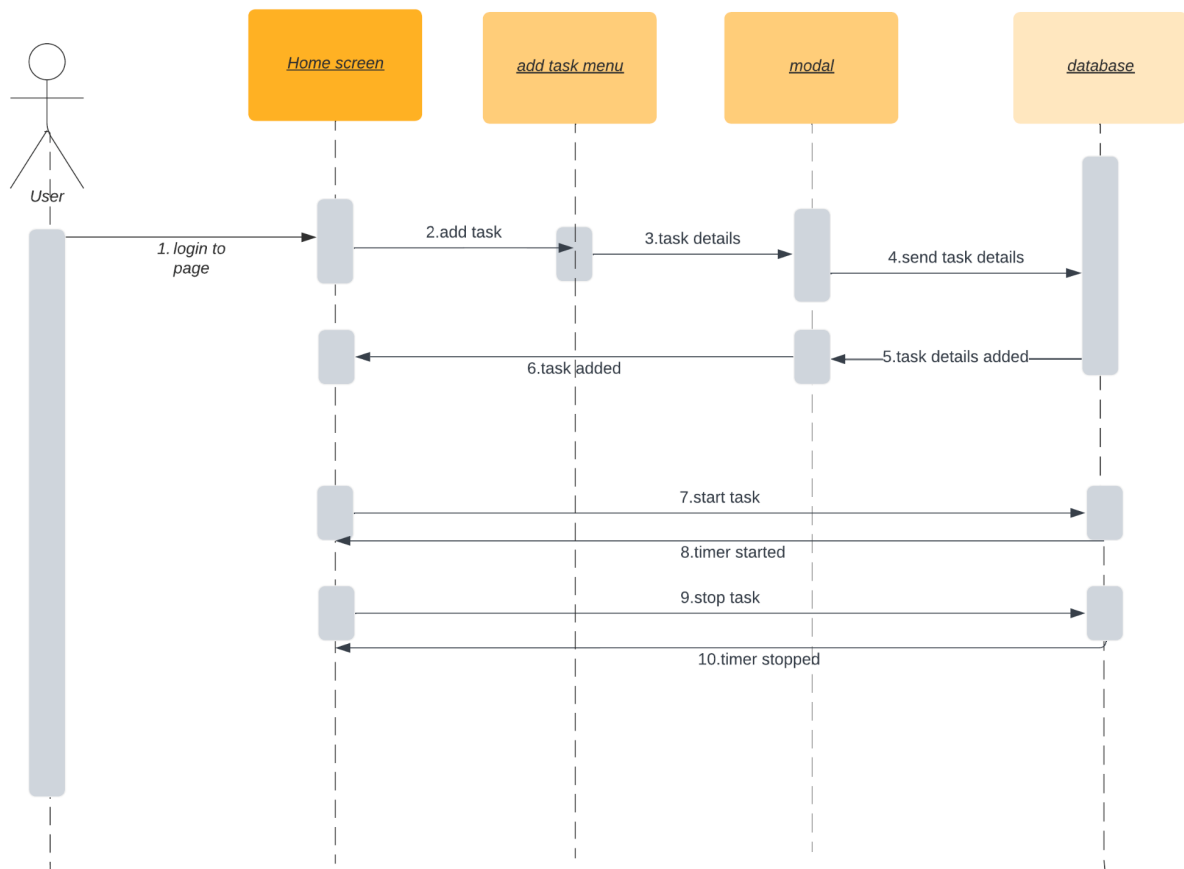 Home screen
add task menu
modal
database
User
1. login to
page
2.add task
3.task details
4.send task details
5.task details added
6.task added
7.start task
8.timer started
9.stop task
10.timer stopped